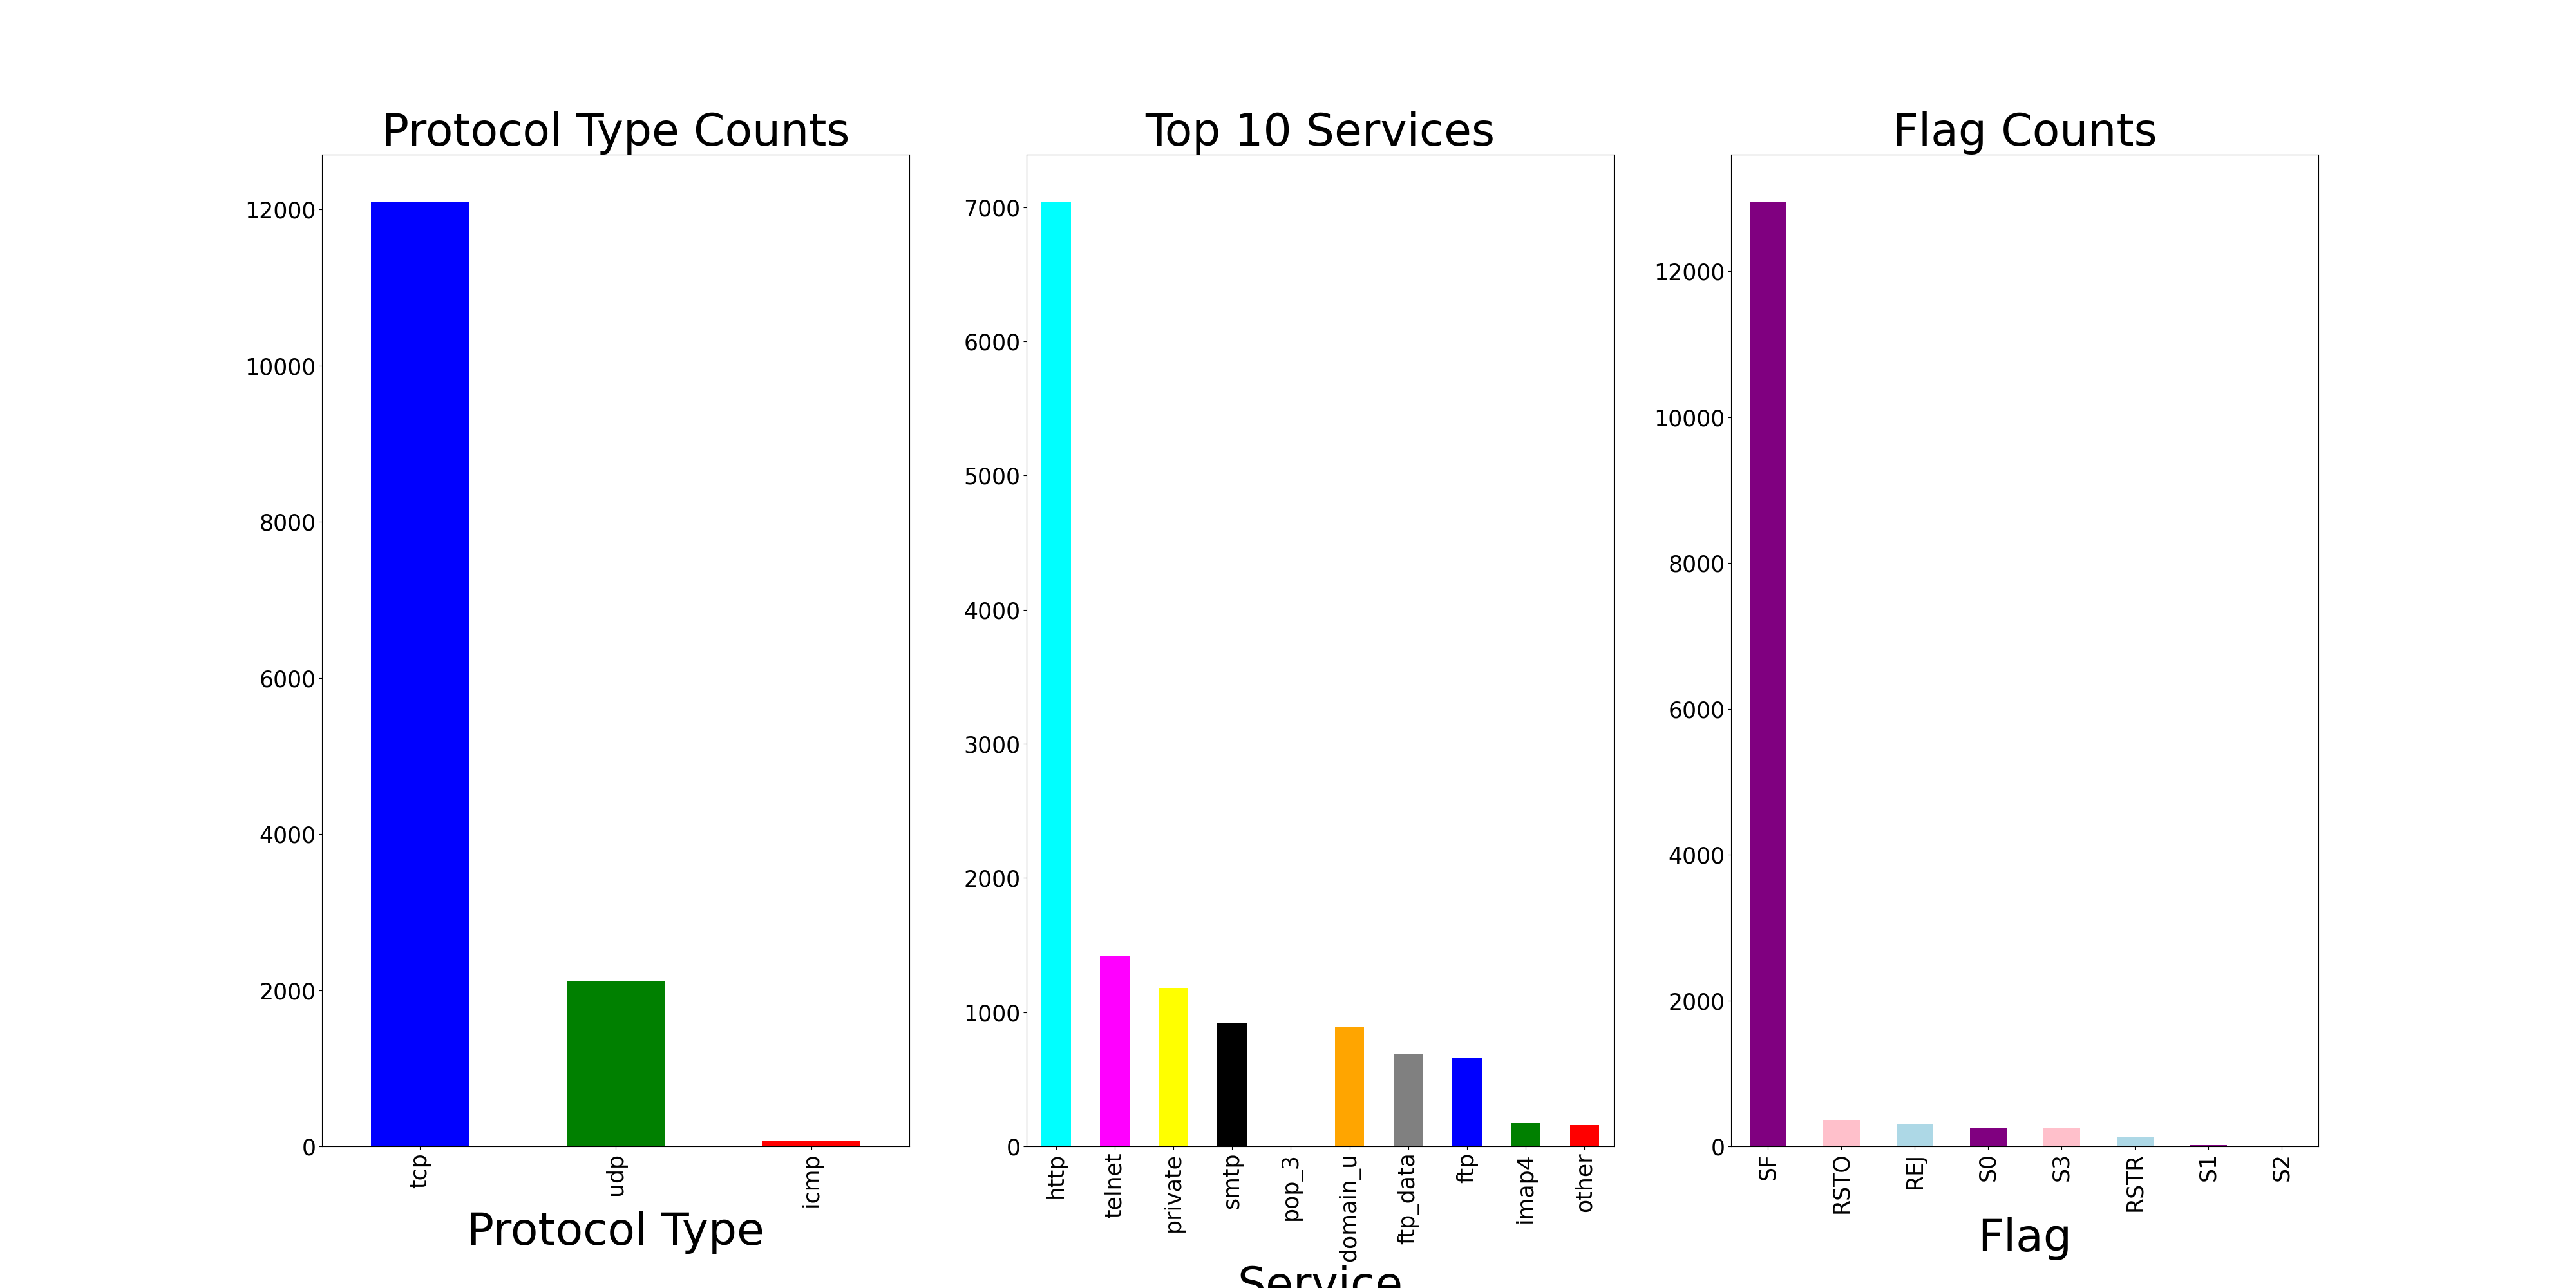 Protocol Type Counts
12000
10000
8000
6000
4000
2000
0
tcp
udp
icmp
Protocol Type
Top 10 Services
7000
6000
5000
4000
3000
2000
1000
0
http
telnet
private
smtp
pop_3
domain_u
ftp_data
ftp
imap4
other
Service
Flag Counts
12000
10000
8000
6000
4000
2000
0
SF
RSTO
REJ
S0
S3
RSTR
S1
S2
Flag